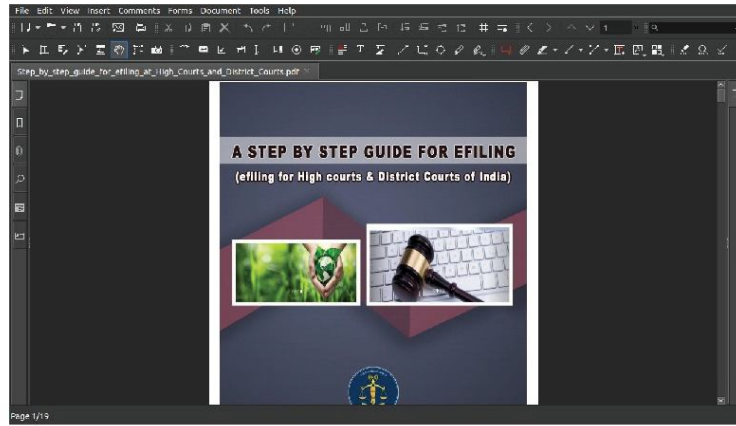 File Edit View Insert Comments Forms Document Tools Help
1
Step_by_step_guide_for_efiling_at_High_Courts_and_District_Courts.pdf
A STEP BY STEP GUIDE FOR EFILING
(efiling for High courts & District Courts of India)
Page 1/19